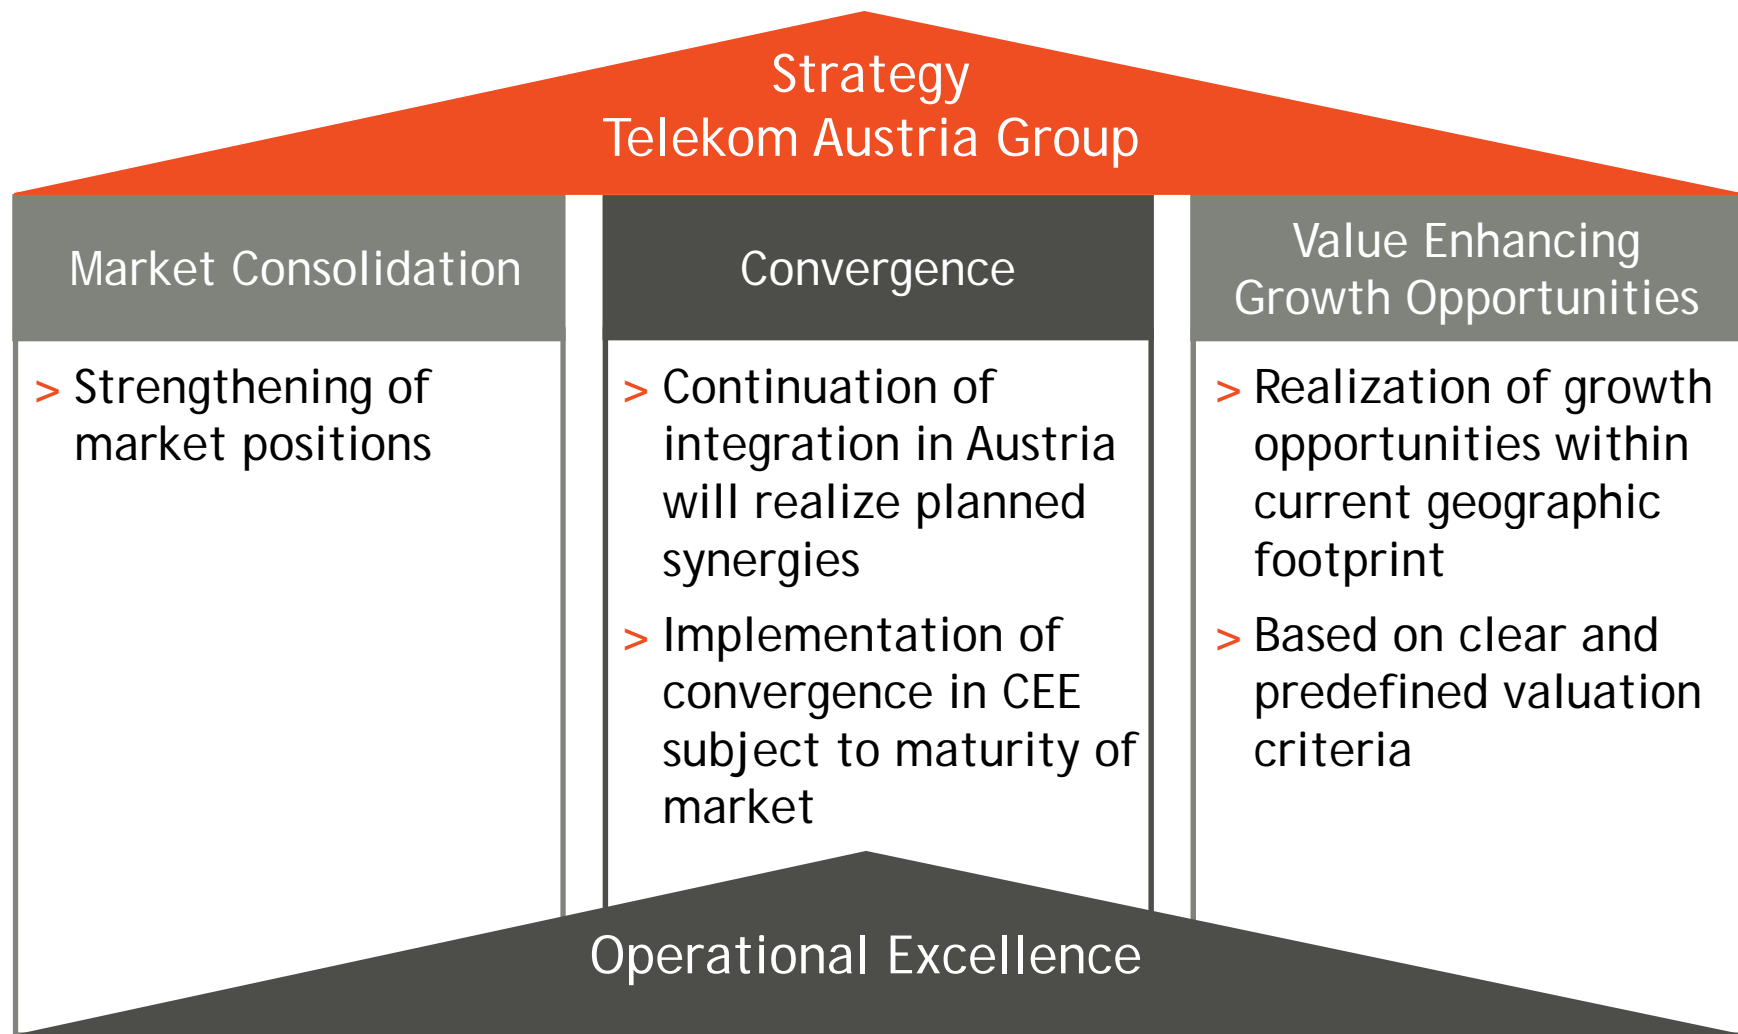 Strategy
Telekom Austria Group
Market Consolidation
> Strengthening of
market positions
Convergence
> Continuation of
integration in Austria
will realize planned
synergies
> Implementation of
convergence in CEE
subject to maturity of
market
Value Enhancing
Growth Opportunities
> Realization of growth
opportunities within
current geographic
footprint
> Based on clear and
predefined valuation
criteria
Operational Excellence